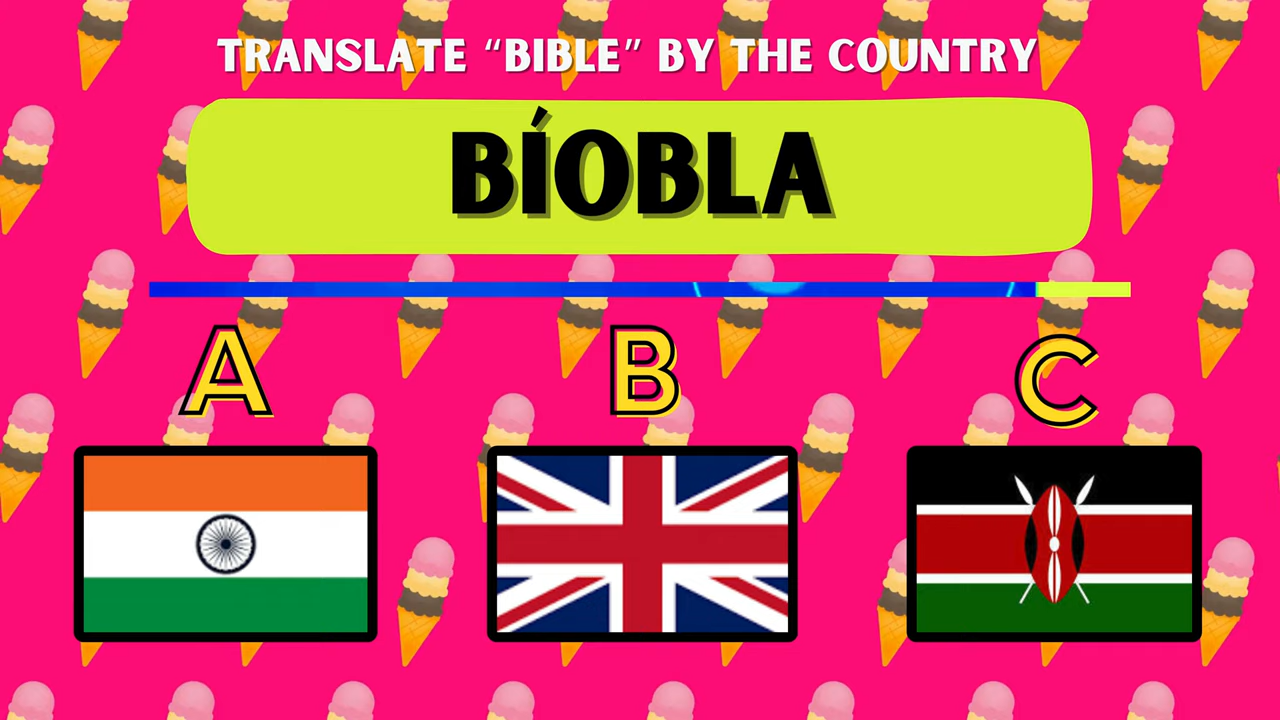 TRANSLATE “BIBLE” BY THE COUNTRY
BÍOBLA
A B C